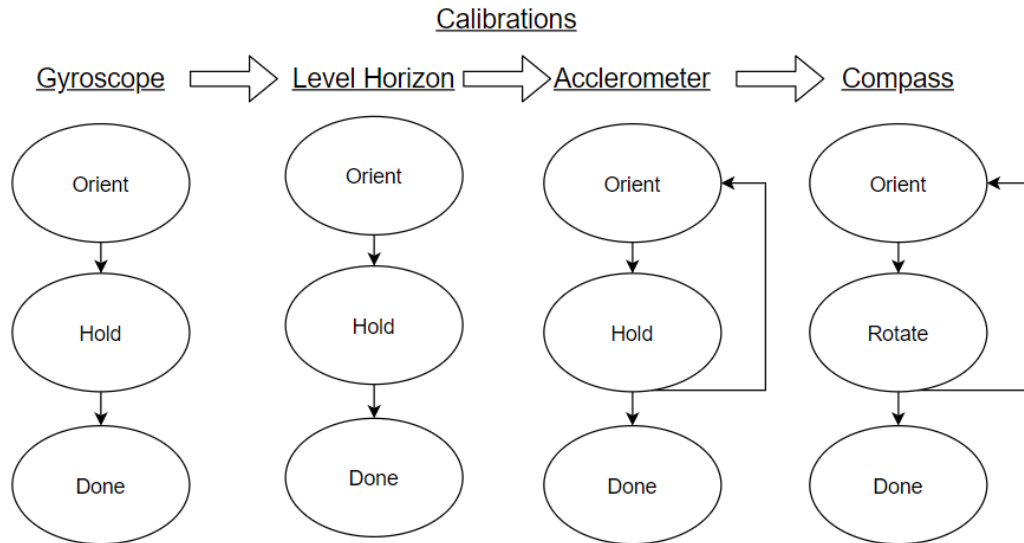 Calibrations
Gyroscope
Level Horizon
Acclerometer
Compass
Orient
Orient
Orient
Orient
Hold
Hold
Hold
Rotate
Done
Done
Done
Done